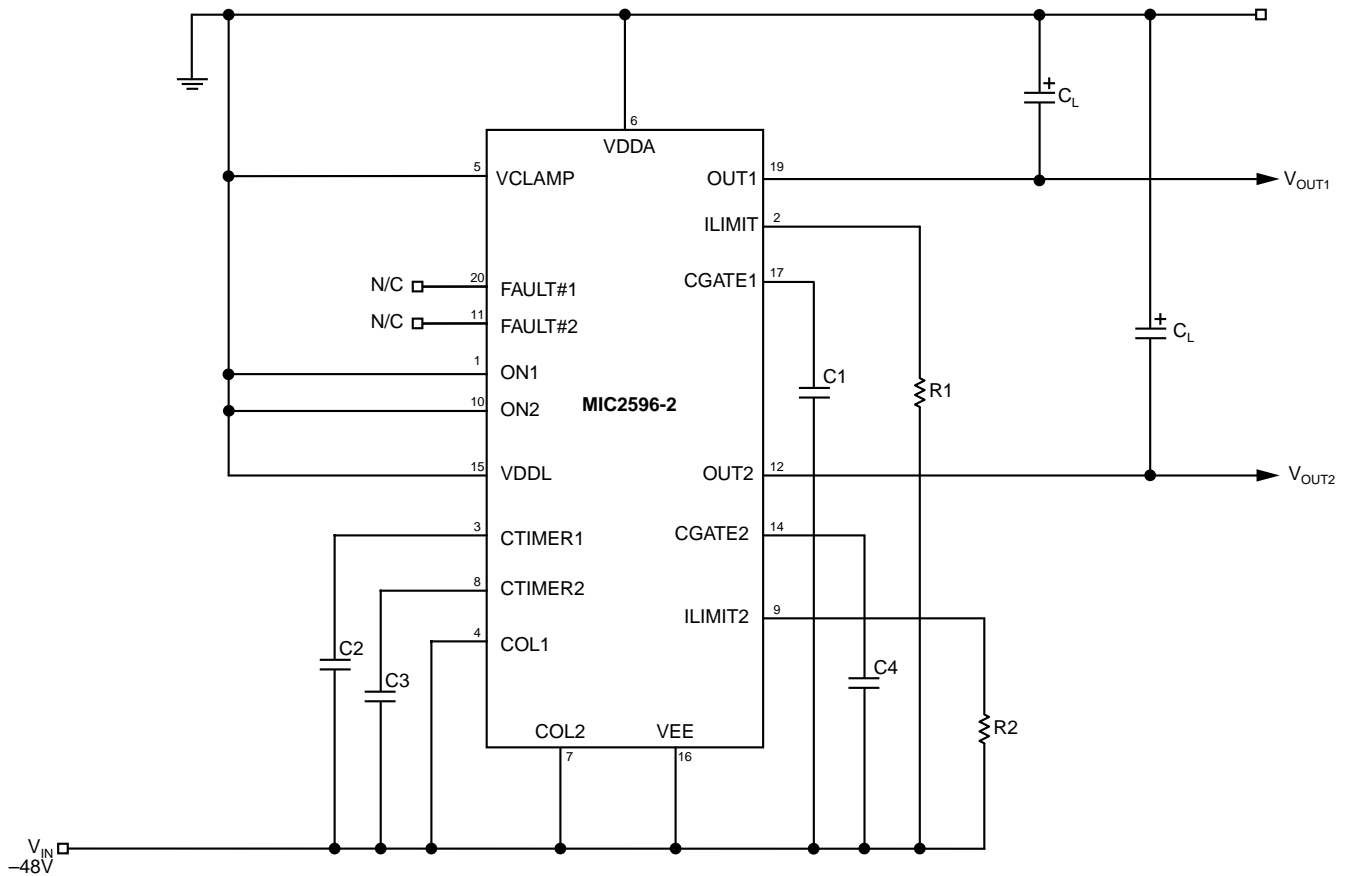 +
C_L
6
VDDA
5
VCLAMP
OUT1
19
V_OUT1
ILIMIT
2
CGATE1
17
N/C
20
FAULT#1
N/C
11
FAULT#2
+
C_L
1
ON1
C1
R1
10
ON2
MIC2596-2
15
VDDL
OUT2
12
V_OUT2
3
CTIMER1
CGATE2
14
8
CTIMER2
ILIMIT2
9
4
COL1
C2
C3
C4
COL2
VEE
R2
7
16
V_IN
–48V